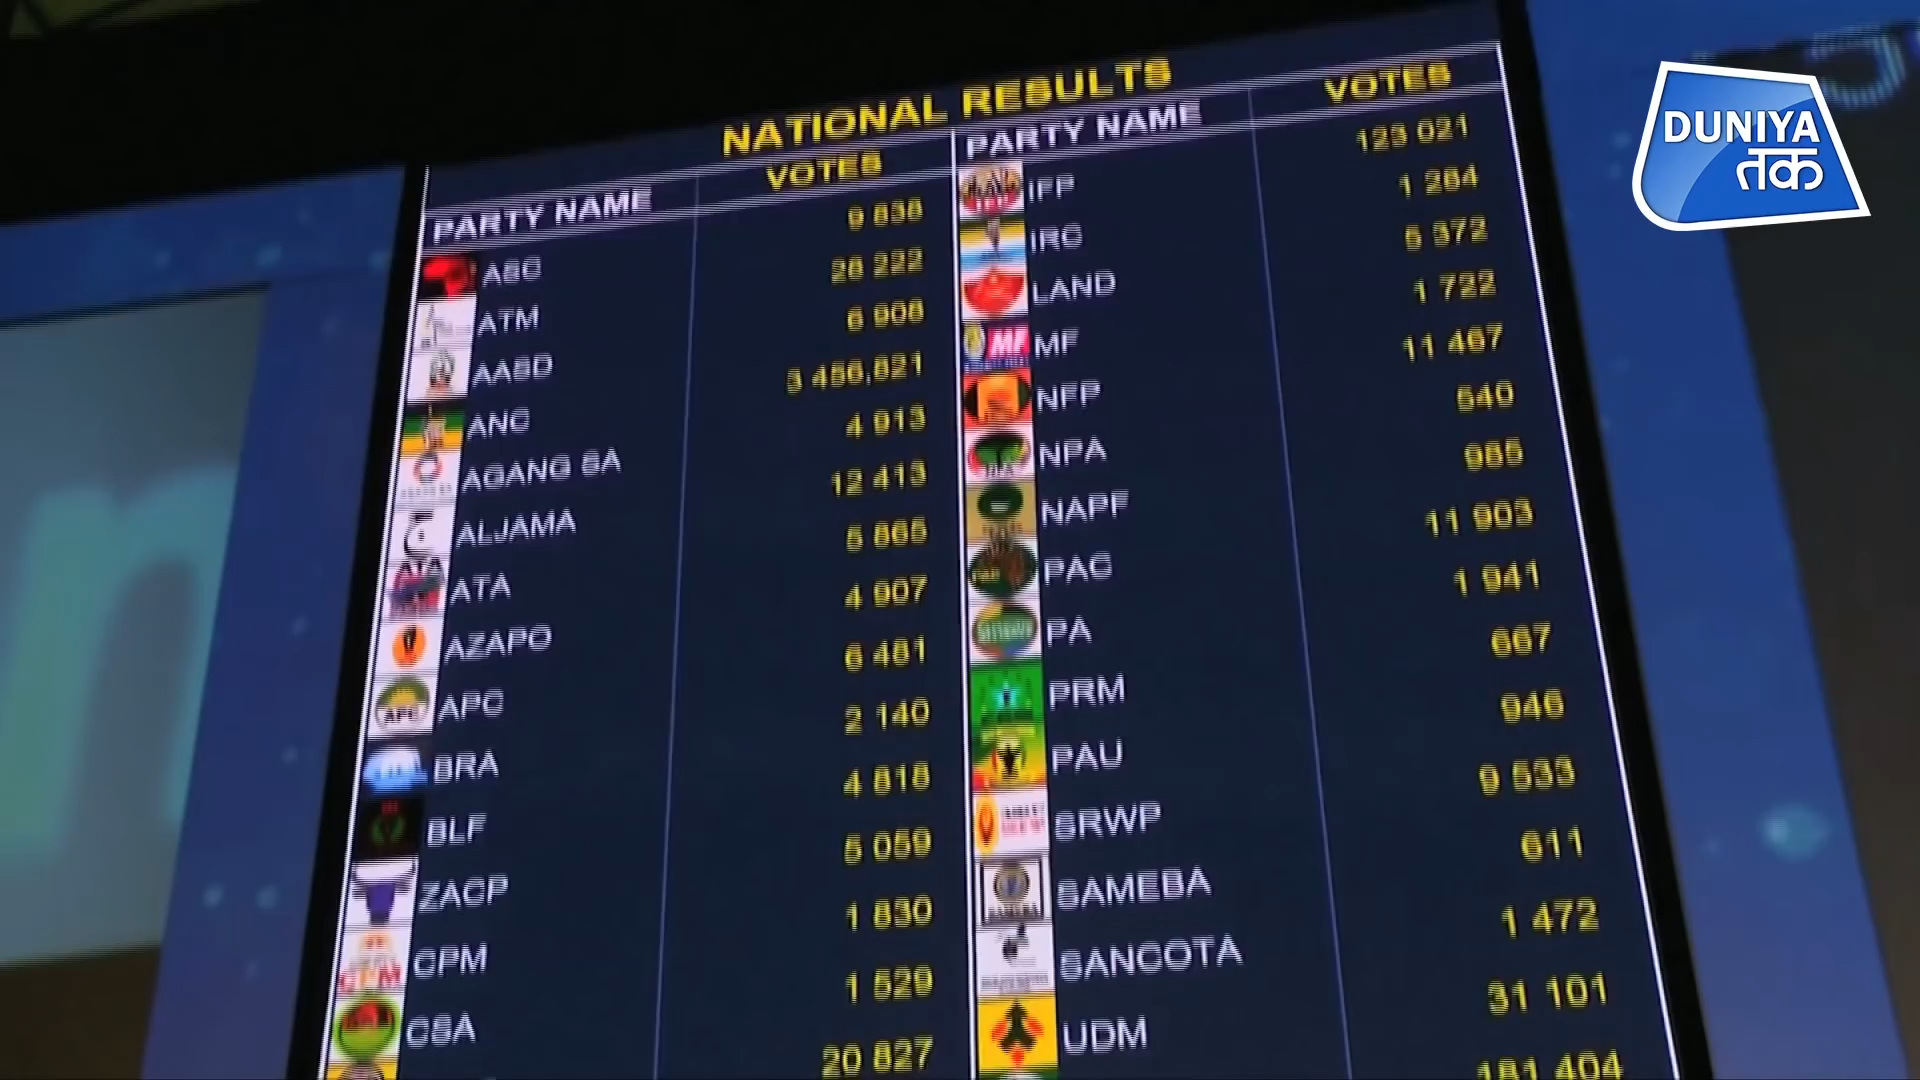 DUNIYA
तक
NATIONAL RESULTS
PARTY NAME VOTES
ASC 9 838
ATM 28 222
AASD 6 908
ANC 3 456,821
AGANG SA 4 913
ALJAMA 12 413
ATA 5 865
AZAPO 4 907
APC 6 481
BRA 2 140
BLF 4 818
ZACP 5 059
CPM 1 830
CSA 1 529
20 827
PARTY NAME VOTES
IFP 123 021
IRC 1 264
LAND 5 372
MF 1 722
NFP 11 467
NPA 540
NAPF 985
PAC 11 903
PA 1 941
PRM 667
PAU 946
SRWP 9 533
SAMEBA 611
SANCOTA 1 472
UDM 31 101
181 404